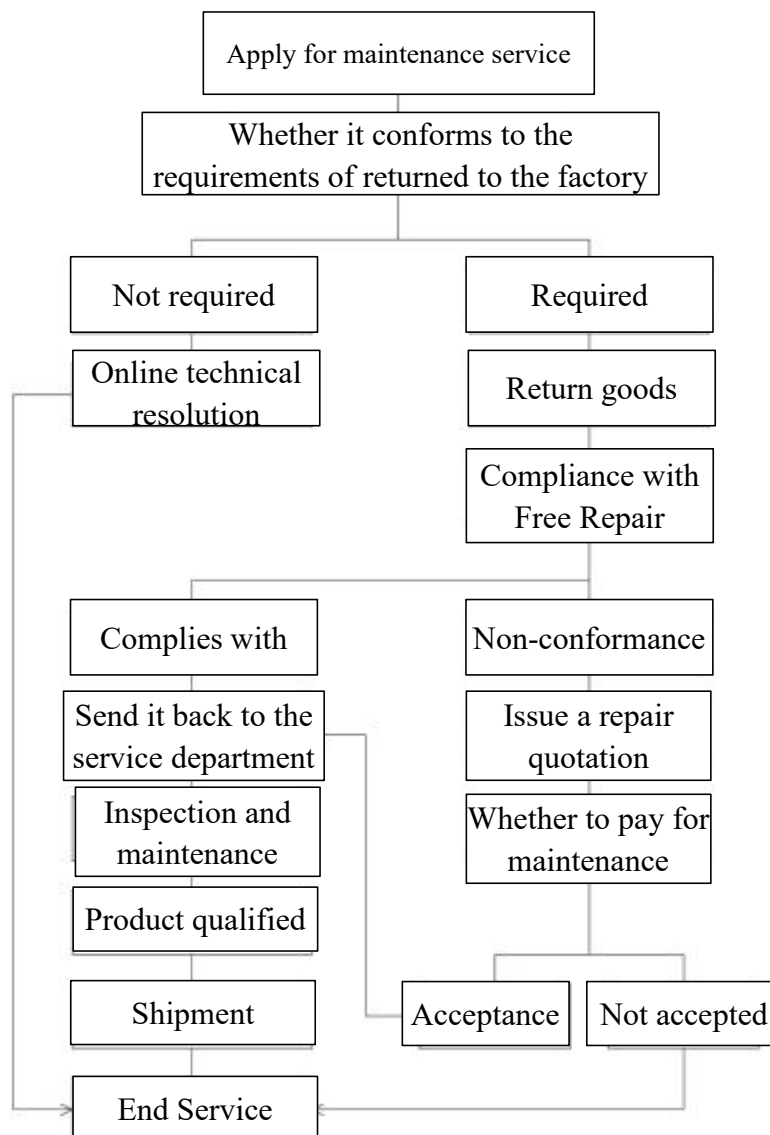 Apply for maintenance service
Whether it conforms to the
requirements of returned to the factory
Not required
Required
Online technical
resolution
Return goods
Compliance with
Free Repair
Complies with
Non-conformance
Send it back to the
service department
Issue a repair
quotation
Inspection and
maintenance
Whether to pay for
maintenance
Product qualified
Shipment
Acceptance
Not accepted
End Service